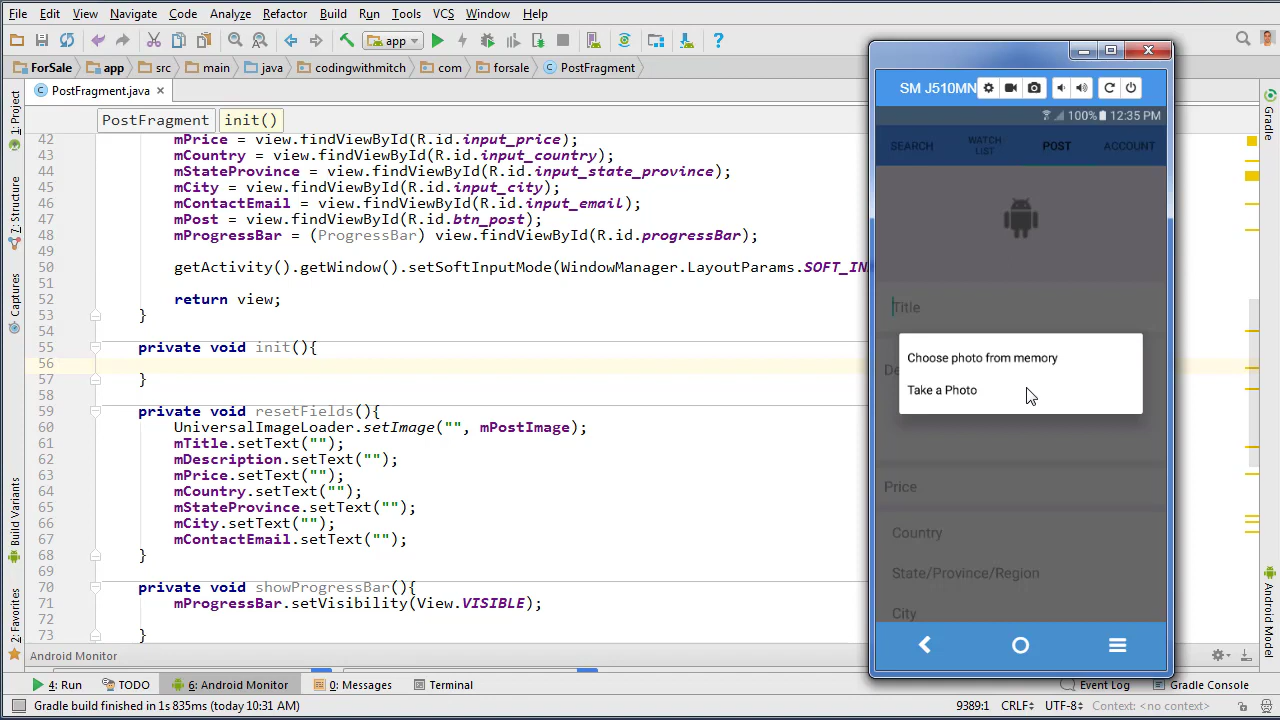 File Edit View Navigate Code Analyze Refactor Build Run Tools VCS Window Help
app
ForSale app src main java codingwithmitch com forsale PostFragment
PostFragment.java
PostFragment init()
42 mPrice = view.findViewById(R.id.input_price);
43 mCountry = view.findViewById(R.id.input_country);
44 mStateProvince = view.findViewById(R.id.input_state_province);
45 mCity = view.findViewById(R.id.input_city);
46 mContactEmail = view.findViewById(R.id.input_email);
47 mPost = view.findViewById(R.id.btn_post);
48 mProgressBar = (ProgressBar) view.findViewById(R.id.progressBar);
49
50 getActivity().getWindow().setSoftInputMode(WindowManager.LayoutParams.SOFT_IN
51
52 return view;
53 }
54
55 private void init(){
56
57 }
58
59 private void resetFields(){
60 UniversalImageLoader.setImage("", mPostImage);
61 mTitle.setText("");
62 mDescription.setText("");
63 mPrice.setText("");
64 mCountry.setText("");
65 mStateProvince.setText("");
66 mCity.setText("");
67 mContactEmail.setText("");
68 }
69
70 private void showProgressBar(){
71 mProgressBar.setVisibility(View.VISIBLE);
72
73 }
1: Project
7: Structure
Captures
Build Variants
2: Favorites
SM J510MN
100% 12:35 PM
SEARCH WATCH LIST POST ACCOUNT
Title
De
Choose photo from memory
Take a Photo
Price
Country
State/Province/Region
City
Gradle
Android Model
Android Monitor
4: Run TODO 6: Android Monitor 0: Messages Terminal Event Log Gradle Console
Gradle build finished in 1s 835ms (today 10:31 AM) 9389:1 CRLF÷ UTF-8÷ Context: <no context>